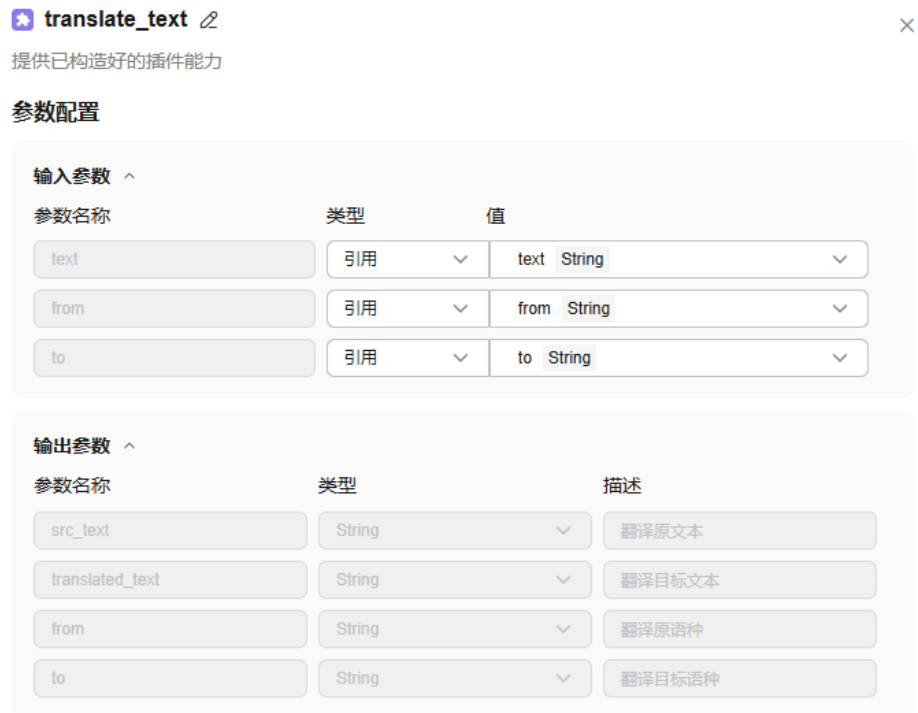 translate_text
提供已构造好的插件能力
参数配置
输入参数
参数名称 类型 值
text 引用 text String
from 引用 from String
to 引用 to String
输出参数
参数名称 类型 描述
src_text String 翻译原文本
translated_text String 翻译目标文本
from String 翻译原语种
to String 翻译目标语种